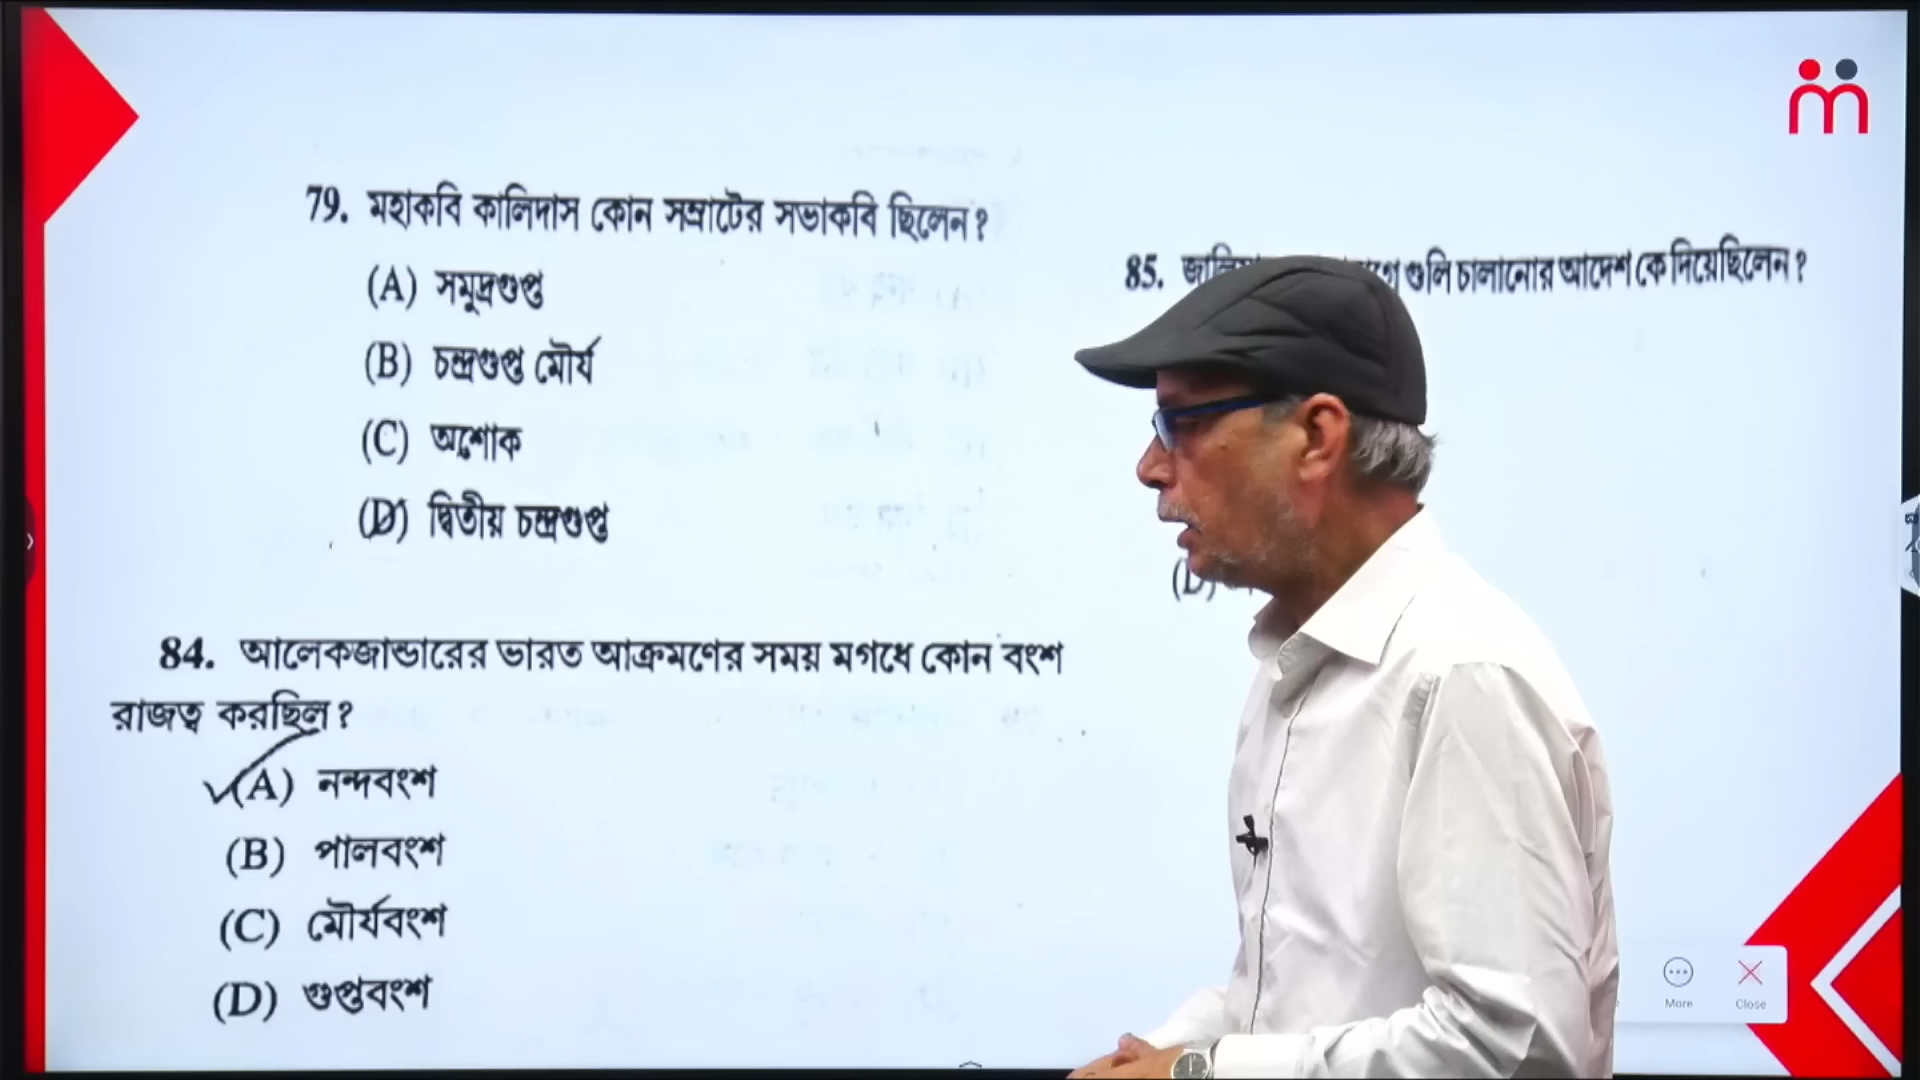 79. মহাকবি কালিদাস কোন সম্রাটের সভাকবি ছিলেন?
(A) সমুদ্রগুপ্ত
(B) চন্দ্রগুপ্ত মৌর্য
(C) অশোক
(D) দ্বিতীয় চন্দ্রগুপ্ত
84. আলেকজান্ডারের ভারত আক্রমণের সময় মগধে কোন বংশ
রাজত্ব করছিল?
(A) নন্দবংশ
(B) পালবংশ
(C) মৌর্যবংশ
(D) গুপ্তবংশ
85. গুলি চালানোর আদেশ কে দিয়েছিলেন?
(D)
More
Close